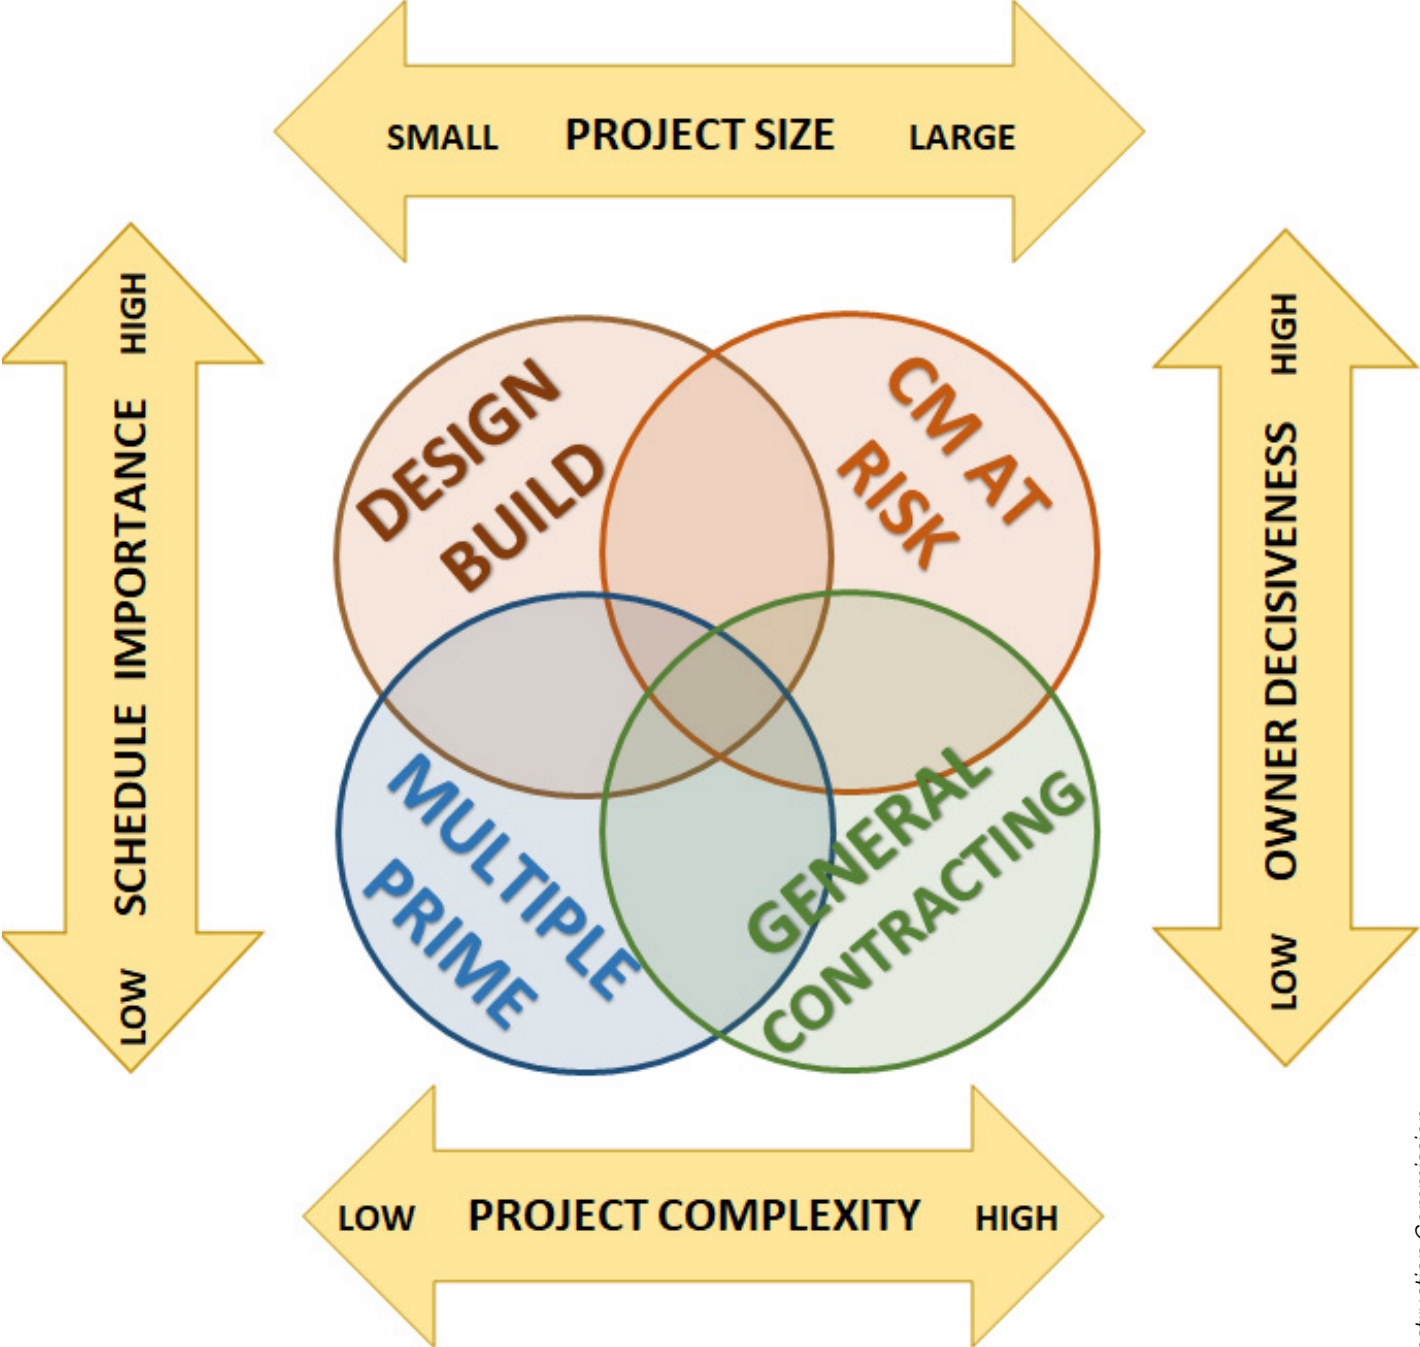 SMALL PROJECT SIZE LARGE
LOW SCHEDULE IMPORTANCE HIGH
DESIGN
BUILD
CM AT
RISK
LOW OWNER DECISIVENESS HIGH
MULTIPLE
PRIME
GENERAL
CONTRACTING
LOW PROJECT COMPLEXITY HIGH